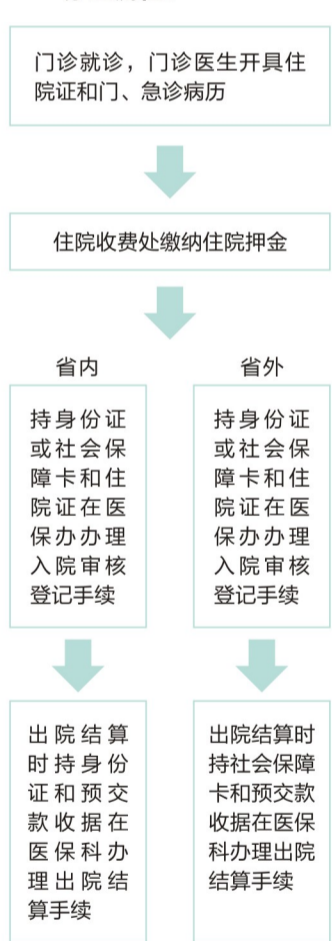 门诊就诊，门诊医生开具住
院证和门、急诊病历
住院收费处缴纳住院押金
省内
持身份证
或社会保
障卡和住
院证在医
保办办理
入院审核
登记手续
出院结算
时持身份
证和预交
款收据在
医保科办
理出院结
算手续
省外
持身份证
或社会保
障卡和住
院证在医
保办办理
入院审核
登记手续
出院结算时
持社会保障
卡和预交款
收据在医保
科办理出院
结算手续